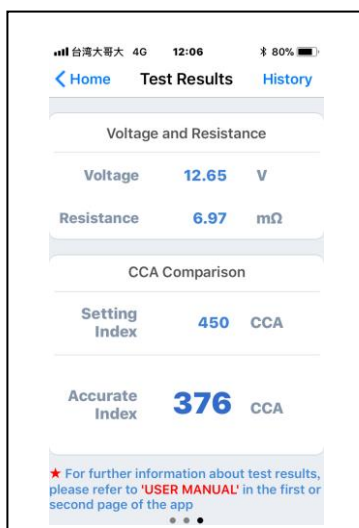 台湾大哥大 4G 12:06 80%
Home Test Results History
Voltage and Resistance
Voltage 12.65 V
Resistance 6.97 mΩ
CCA Comparison
Setting
Index 450 CCA
Accurate
Index 376 CCA
★ For further information about test results,
please refer to 'USER MANUAL' in the first or
second page of the app